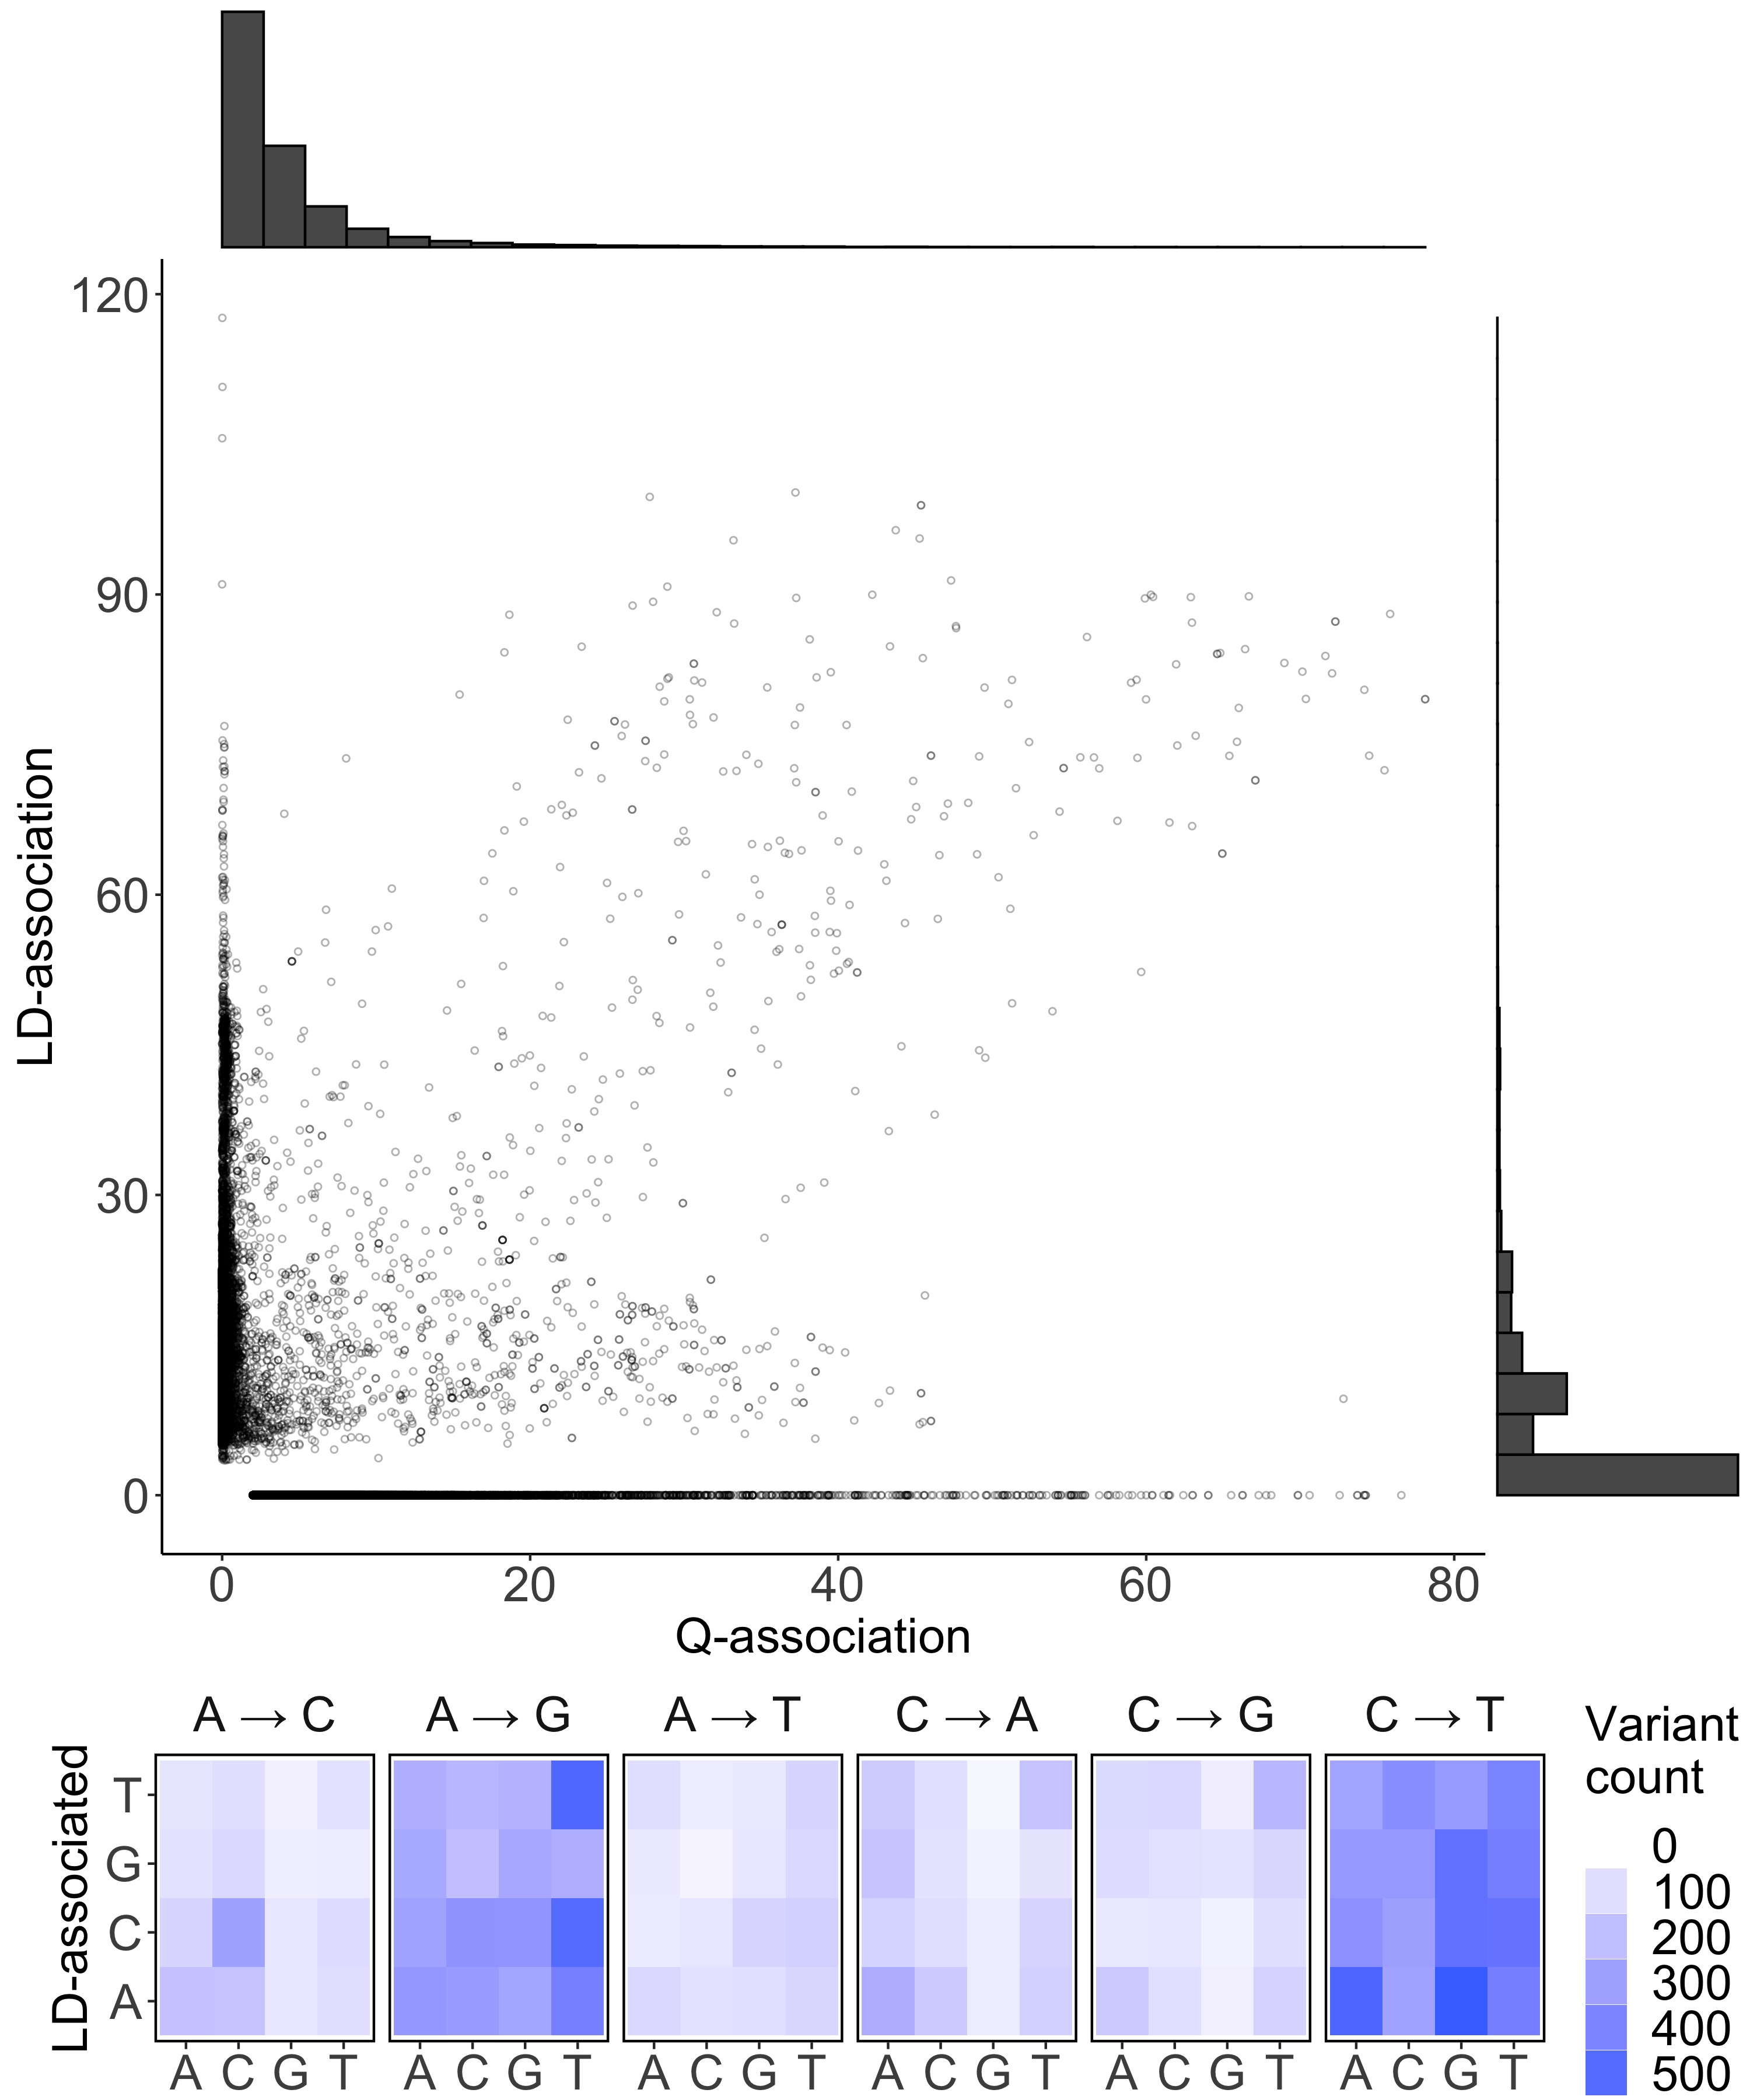 120
90
60
30
0
LD-association
0 20 40 60 80
Q-association
A → C A → G A → T C → A C → G C → T
LD-associated
T
G
C
A
A C G T A C G T A C G T A C G T A C G T A C G T
Variant
count
0
100
200
300
400
500